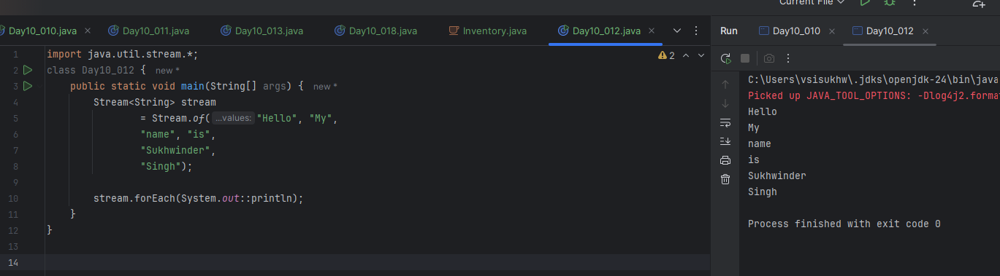 Current File
Day10_010.java Day10_011.java Day10_013.java Day10_018.java Inventory.java Day10_012.java Run Day10_010 Day10_012
1 import java.util.stream.*; 2
2 class Day10_012 { new *
3 public static void main(String[] args) { new *
4 Stream<String> stream
5 = Stream.of( ...values: "Hello", "My",
6 "name", "is",
7 "Sukhwinder",
8 "Singh");
9
10 stream.forEach(System.out::println);
11 }
12 }
13
14
C:\Users\vsisukhw\.jdks\openjdk-24\bin\java
Picked up JAVA_TOOL_OPTIONS: -Dlog4j2.forma
Hello
My
name
is
Sukhwinder
Singh
Process finished with exit code 0